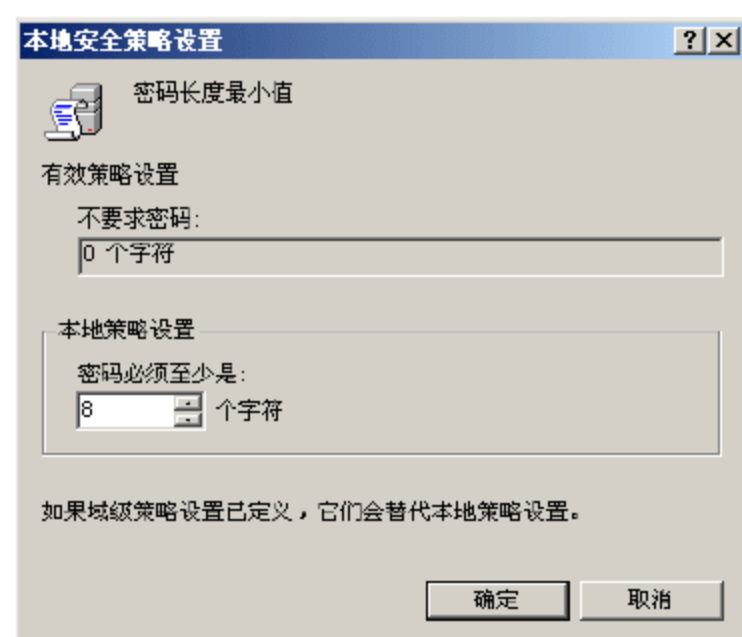 本地安全策略设置
密码长度最小值
有效策略设置
不要求密码:
0 个字符
本地策略设置
密码必须至少是:
8 个字符
如果域级策略设置已定义，它们会替代本地策略设置。
确定 取消